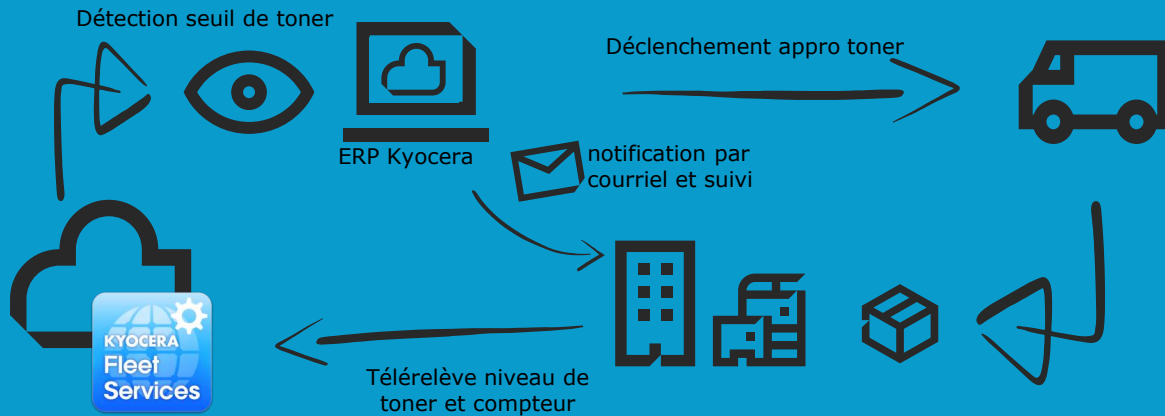 Détection seuil de toner
Déclenchement appro toner
ERP Kyocera
notification par
courriel et suivi
KYOCERA
Fleet
Services
Télérelève niveau de
toner et compteur